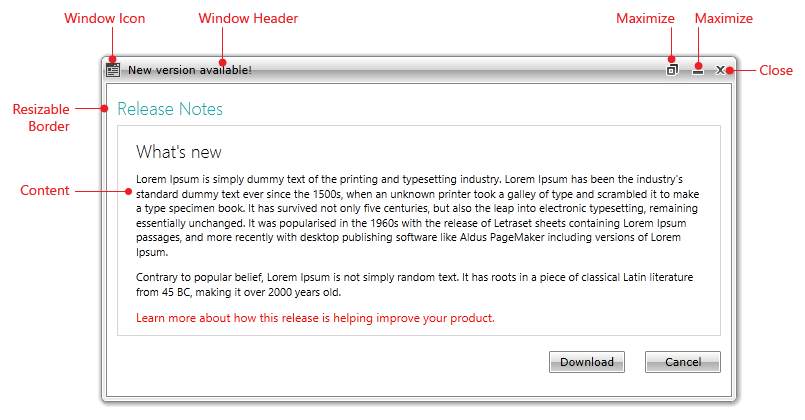 Window Icon
Window Header
Maximize
Maximize
New version available!
Close
Resizable
Border
Release Notes
What's new
Content
Lorem Ipsum is simply dummy text of the printing and typesetting industry. Lorem Ipsum has been the industry's
standard dummy text ever since the 1500s, when an unknown printer took a galley of type and scrambled it to make
a type specimen book. It has survived not only five centuries, but also the leap into electronic typesetting, remaining
essentially unchanged. It was popularised in the 1960s with the release of Letraset sheets containing Lorem Ipsum
passages, and more recently with desktop publishing software like Aldus PageMaker including versions of Lorem
Ipsum.
Contrary to popular belief, Lorem Ipsum is not simply random text. It has roots in a piece of classical Latin literature
from 45 BC, making it over 2000 years old.
Learn more about how this release is helping improve your product.
Download
Cancel